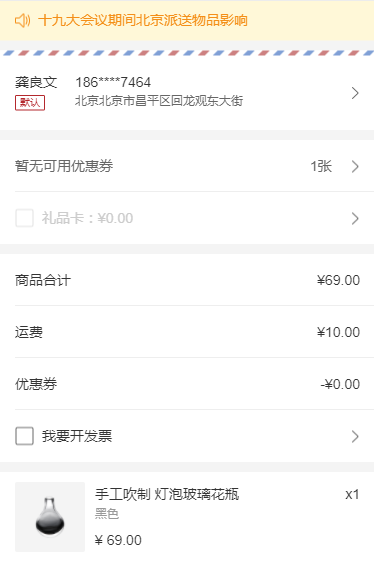 十九大会议期间北京派送物品影响
龚良文 186****7464
默认 北京北京市昌平区回龙观东大街
暂无可用优惠券 1张
礼品卡：¥0.00
商品合计 ¥69.00
运费 ¥10.00
优惠券 -¥0.00
我要开发票
手工吹制 灯泡玻璃花瓶 x1
黑色
¥ 69.00